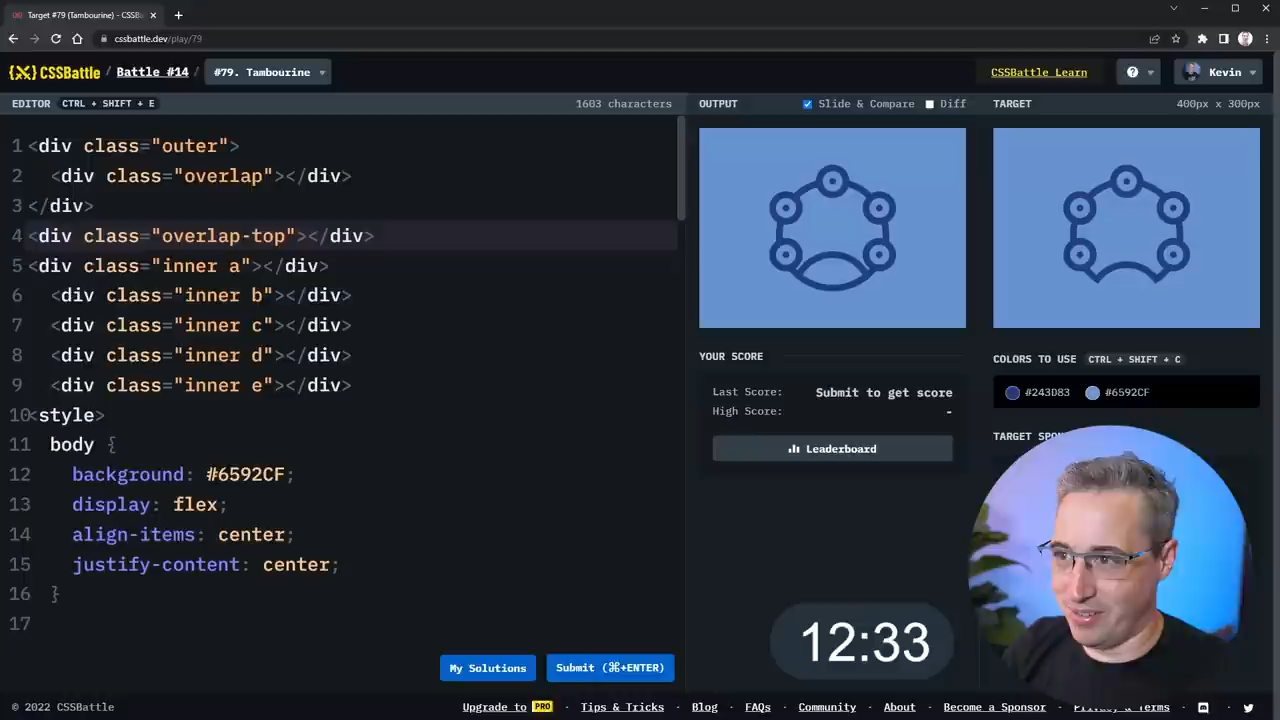 Target #79 (Tambourine) - CSSB
cssbattle.dev/play/79
{X} CSSBattle / Battle #14 / #79. Tambourine
CSSBattle Learn
Kevin
EDITOR CTRL + SHIFT + E 1603 characters
OUTPUT Slide & Compare Diff TARGET 400px x 300px
1 <div class="outer">
2 <div class="overlap"></div>
3 </div>
4 <div class="overlap-top"></div>
5 <div class="inner a"></div>
6 <div class="inner b"></div>
7 <div class="inner c"></div>
8 <div class="inner d"></div>
9 <div class="inner e"></div>
10 <style>
11 body {
12 background: #6592CF;
13 display: flex;
14 align-items: center;
15 justify-content: center;
16 }
17
YOUR SCORE
Last Score: Submit to get score
High Score: -
Leaderboard
COLORS TO USE CTRL + SHIFT + C
#243D83 #6592CF
TARGET
12:33
My Solutions Submit (⌘+ENTER)
© 2022 CSSBattle
Upgrade to PRO · Tips & Tricks · Blog · FAQs · Community · About · Become a Sponsor · Privacy & Terms